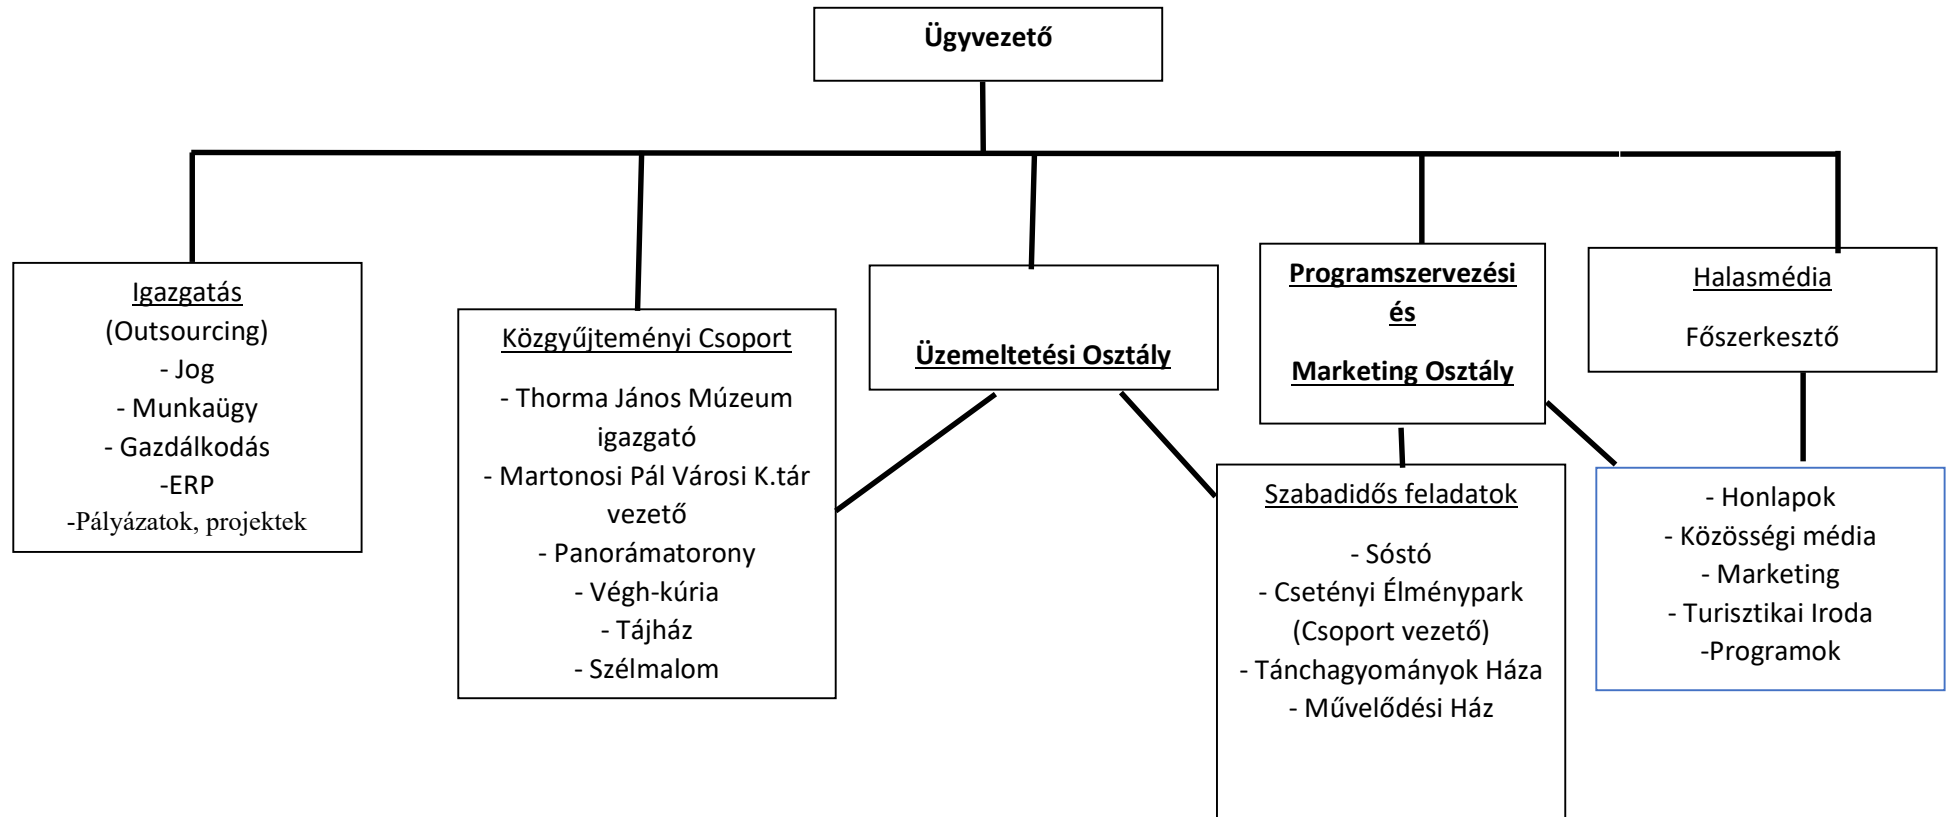 Ügyvezető
Igazgatás
(Outsourcing)
- Jog
- Munkaügy
- Gazdálkodás
-ERP
-Pályázatok, projektek
Közgyűjteményi Csoport
- Thorma János Múzeum
igazgató
- Martonosi Pál Városi K.tár
vezető
- Panorámatorony
- Végh-kúria
- Tájház
- Szélmalom
Üzemeltetési Osztály
Programszervezési
és
Marketing Osztály
Szabadidős feladatok
- Sóstó
- Csetényi Élménypark
(Csoport vezető)
- Tánchagyományok Háza
- Művelődési Ház
Halasmédia
Főszerkesztő
- Honlapok
- Közösségi média
- Marketing
- Turisztikai Iroda
-Programok